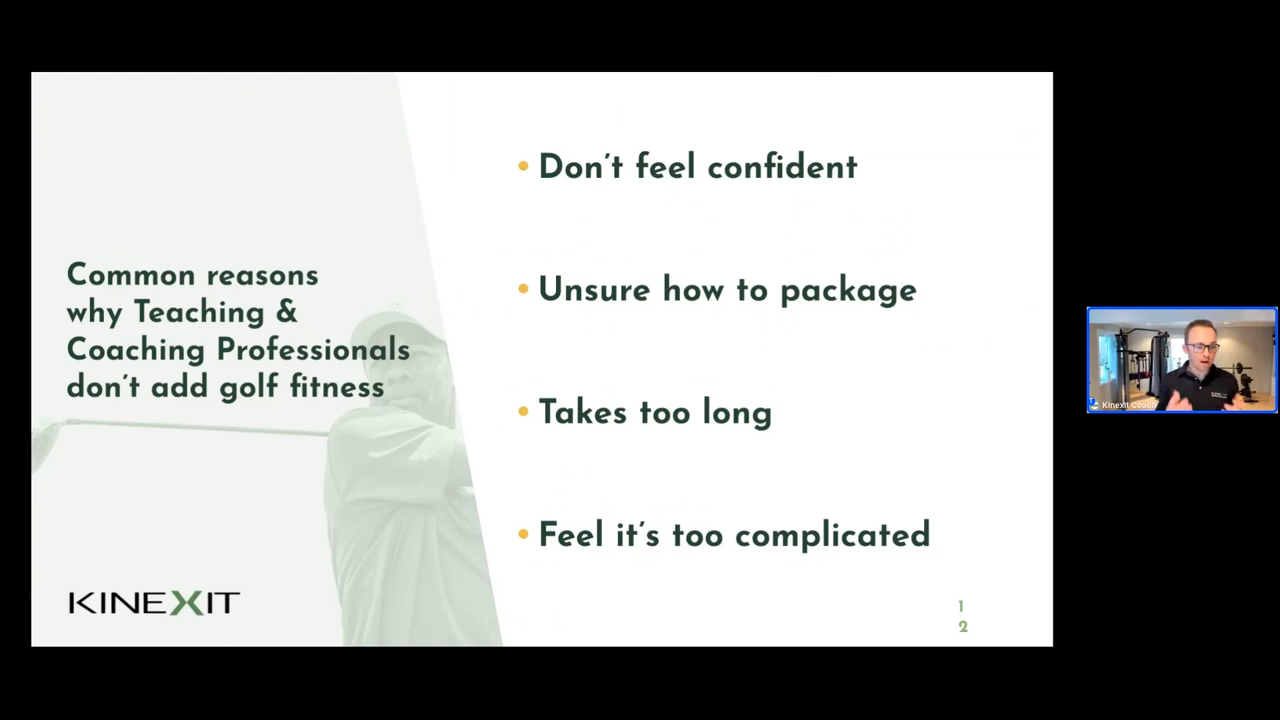 Common reasons
why Teaching &
Coaching Professionals
don't add golf fitness
• Don't feel confident
• Unsure how to package
• Takes too long
• Feel it's too complicated
KINEXIT
1
2
Kinexit Coach